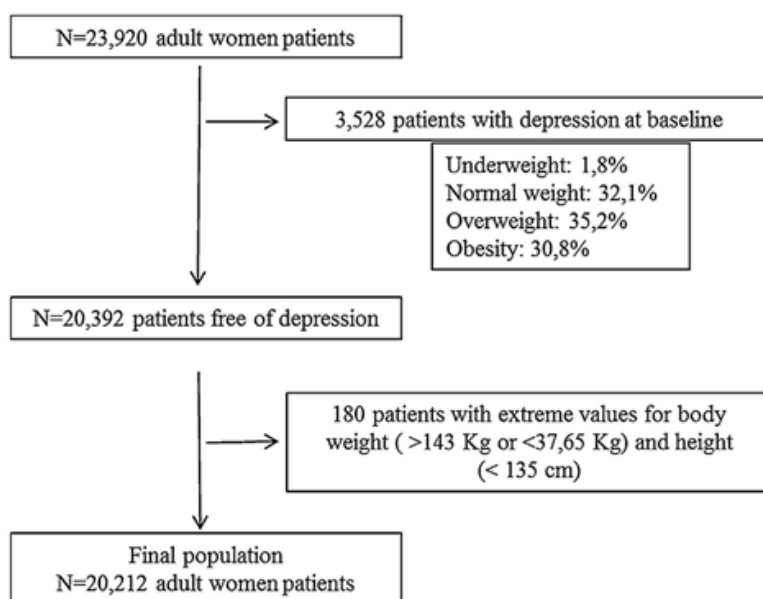 N=23,920 adult women patients
3,528 patients with depression at baseline
Underweight: 1,8%
Normal weight: 32,1%
Overweight: 35,2%
Obesity: 30,8%
N=20,392 patients free of depression
180 patients with extreme values for body
weight ( >143 Kg or <37,65 Kg) and height
(< 135 cm)
Final population
N=20,212 adult women patients